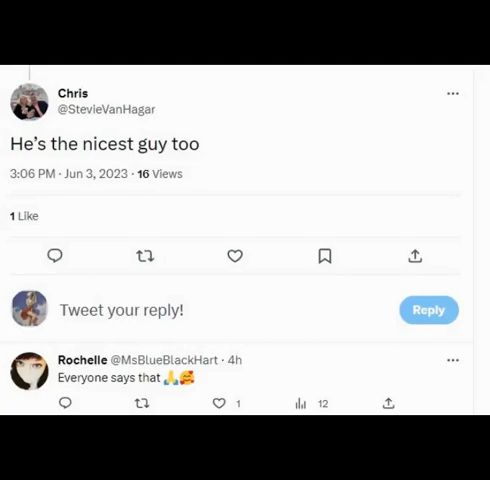 Chris
@StevieVanHagar
He's the nicest guy too
3:06 PM · Jun 3, 2023 · 16 Views
1 Like
Tweet your reply!
Reply
Rochelle @MsBlueBlackHart · 4h
Everyone says that 🙏🥰
1
12